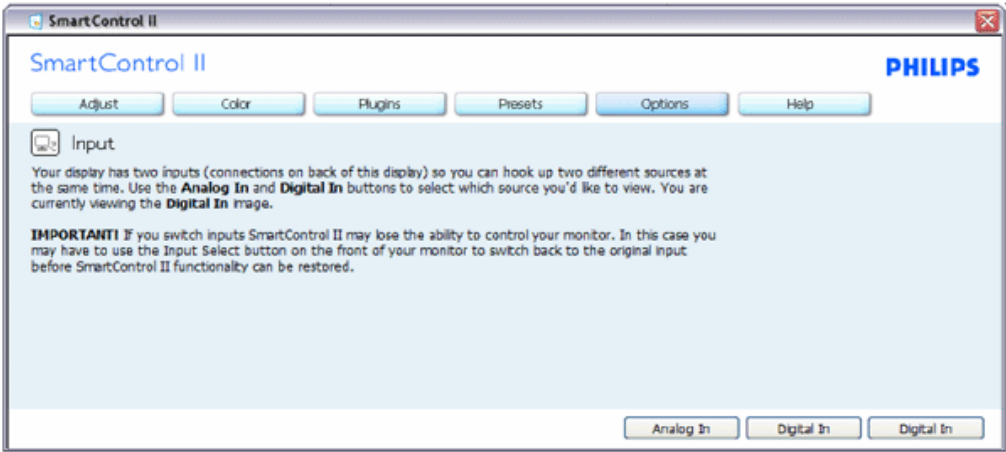 SmartControl II
SmartControl II
PHILIPS
Adjust Color Plugins Presets Options Help
Input
Your display has two inputs (connections on back of this display) so you can hook up two different sources at
the same time. Use the Analog In and Digital In buttons to select which source you'd like to view. You are
currently viewing the Digital In image.
IMPORTANT! If you switch inputs SmartControl II may lose the ability to control your monitor. In this case you
may have to use the Input Select button on the front of your monitor to switch back to the original input
before SmartControl II functionality can be restored.
Analog In Digital In Digital In